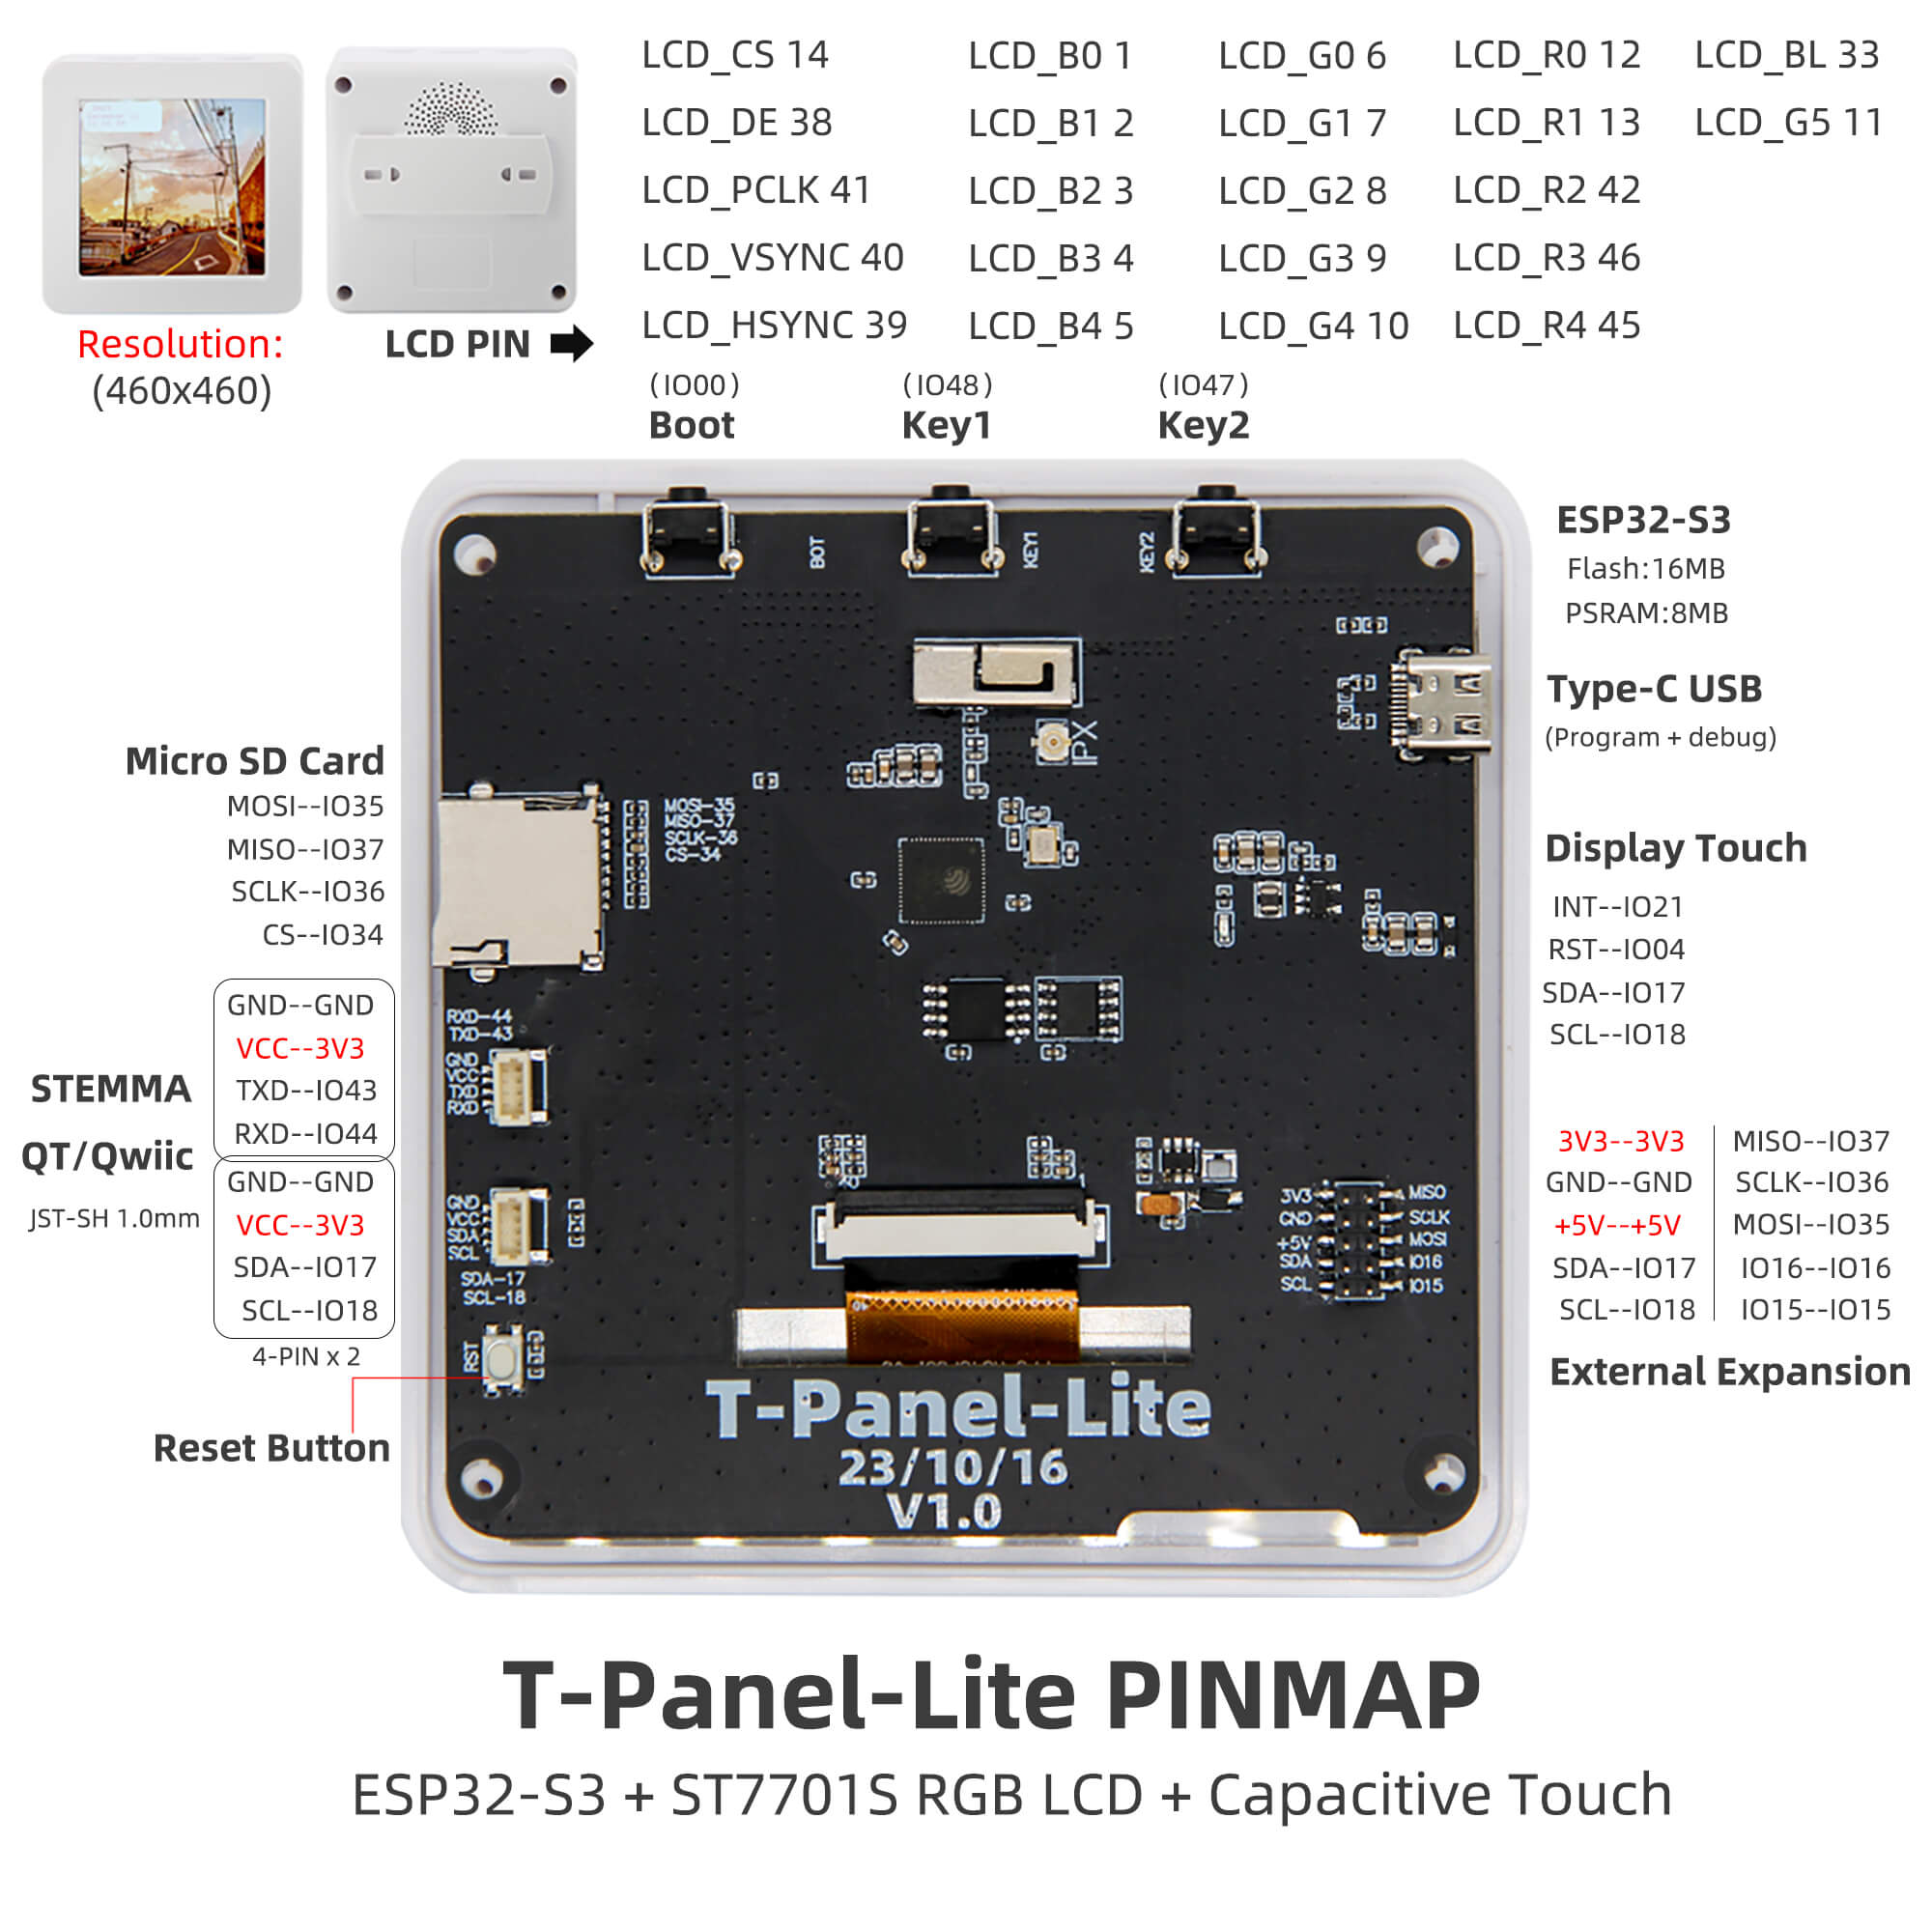 LCD_CS 14
LCD_B0 1
LCD_G0 6
LCD_R0 12
LCD_BL 33
LCD_DE 38
LCD_B1 2
LCD_G1 7
LCD_R1 13
LCD_G5 11
LCD_PCLK 41
LCD_B2 3
LCD_G2 8
LCD_R2 42
LCD_VSYNC 40
LCD_B3 4
LCD_G3 9
LCD_R3 46
LCD_HSYNC 39
LCD_B4 5
LCD_G4 10
LCD_R4 45
Resolution:
(460x460)
LCD PIN
(IO00)
Boot
(IO48)
Key1
(IO47)
Key2
BOT
KEY1
KEY2
IPX
ESP32-S3
Flash:16MB
PSRAM:8MB
Type-C USB
(Program + debug)
Micro SD Card
MOSI--IO35
MISO--IO37
SCLK--IO36
CS--IO34
MOSI-35
MISO-37
SCLK-36
CS-34
Display Touch
INT--IO21
RST--IO04
SDA--IO17
SCL--IO18
STEMMA
QT/Qwiic
JST-SH 1.0mm
GND--GND
VCC--3V3
TXD--IO43
RXD--IO44
GND--GND
VCC--3V3
SDA--IO17
SCL--IO18
4-PIN x 2
RXD-44
TXD-43
GND
VCC
TXD
RXD
GND
VCC
SDA
SCL
SDA-17
SCL-18
RST
Reset Button
3V3 MISO
GND SCLK
+5V MOSI
SDA IO16
SCL IO15
3V3--3V3
GND--GND
+5V--+5V
SDA--IO17
SCL--IO18
MISO--IO37
SCLK--IO36
MOSI--IO35
IO16--IO16
IO15--IO15
External Expansion
T-Panel-Lite
23/10/16
V1.0
T-Panel-Lite PINMAP
ESP32-S3 + ST7701S RGB LCD + Capacitive Touch